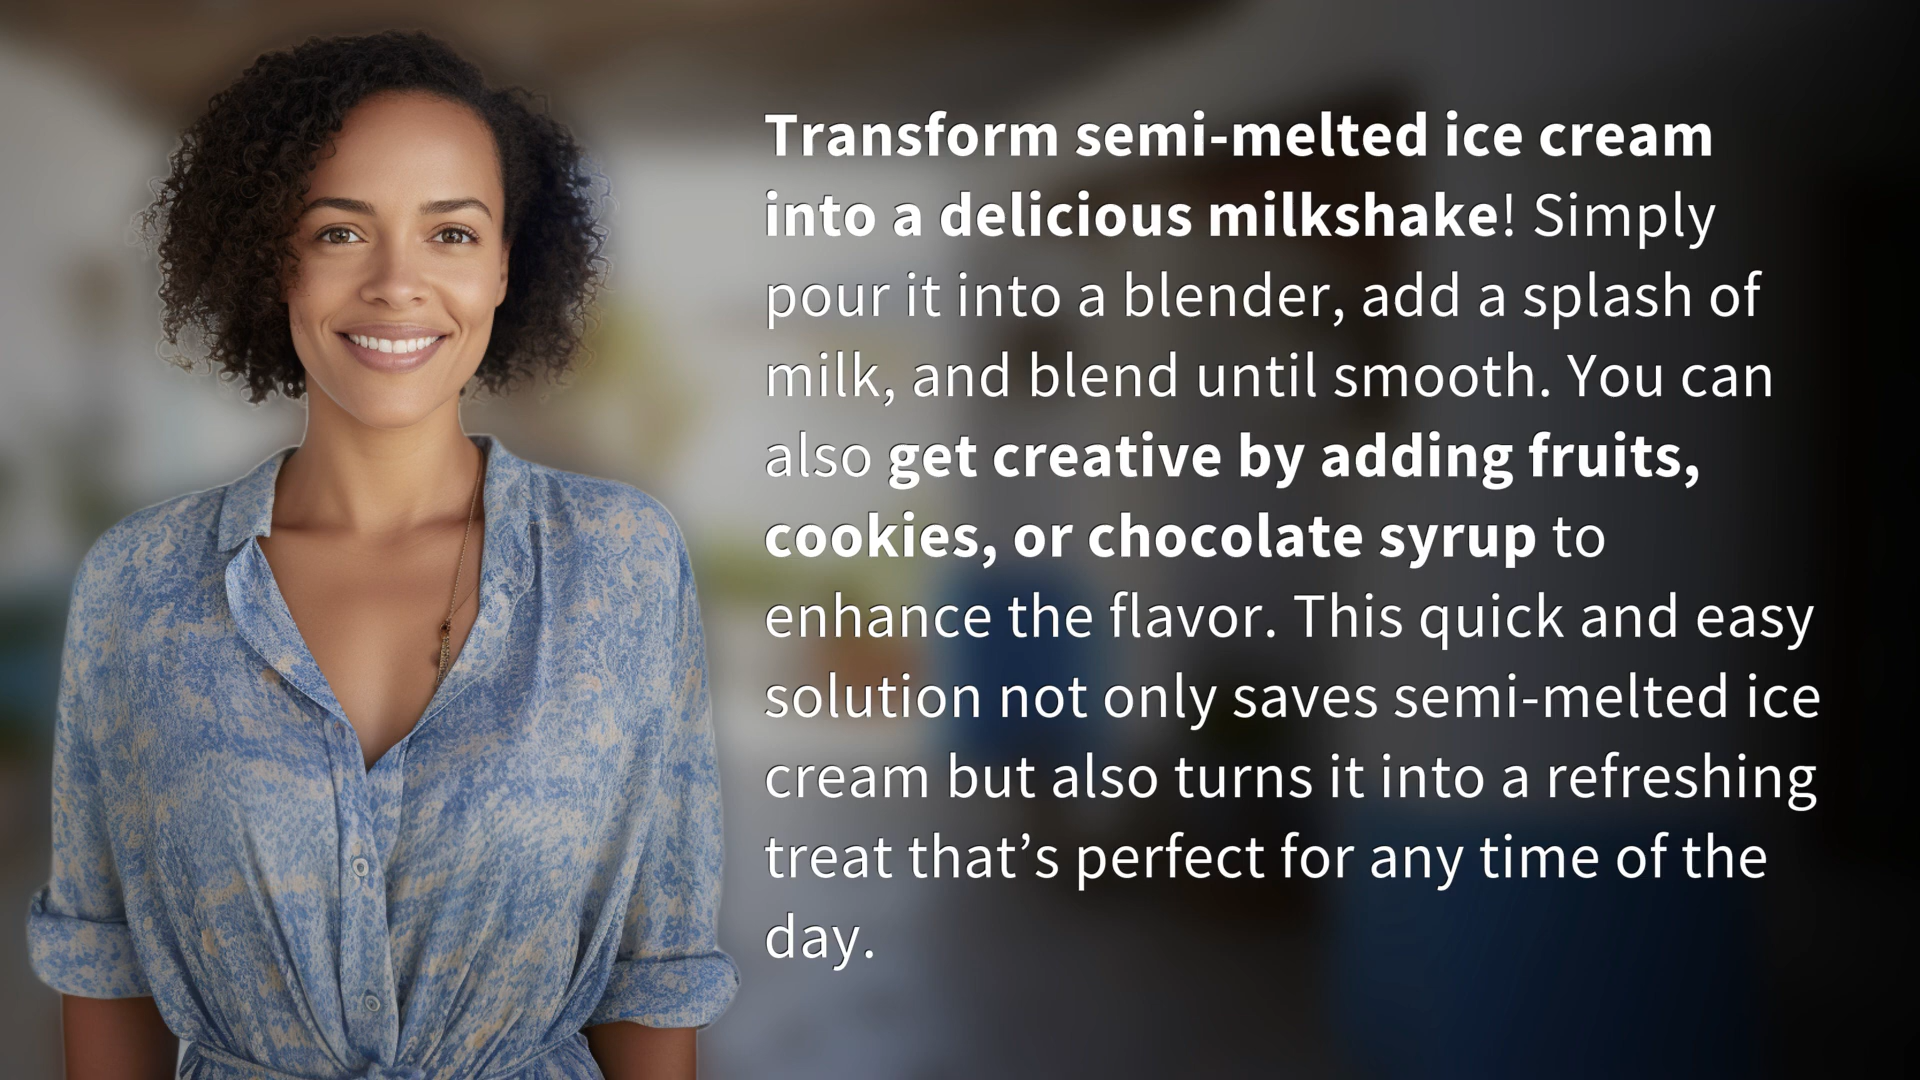 Transform semi-melted ice cream
into a delicious milkshake! Simply
pour it into a blender, add a splash of
milk, and blend until smooth. You can
also get creative by adding fruits,
cookies, or chocolate syrup to
enhance the flavor. This quick and easy
solution not only saves semi-melted ice
cream but also turns it into a refreshing
treat that’s perfect for any time of the
day.